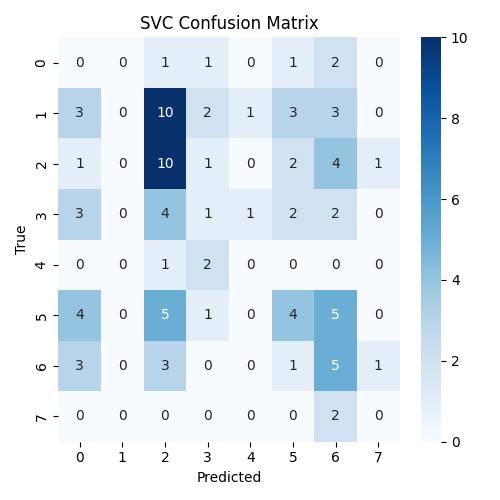 SVC Confusion Matrix
0 0 0 1 1 0 1 2 0
1 3 0 10 2 1 3 3 0
2 1 0 10 1 0 2 4 1
3 3 0 4 1 1 2 2 0
4 0 0 1 2 0 0 0 0
5 4 0 5 1 0 4 5 0
6 3 0 3 0 0 1 5 1
7 0 0 0 0 0 0 2 0
0 1 2 3 4 5 6 7
Predicted
True
10
8
6
4
2
0